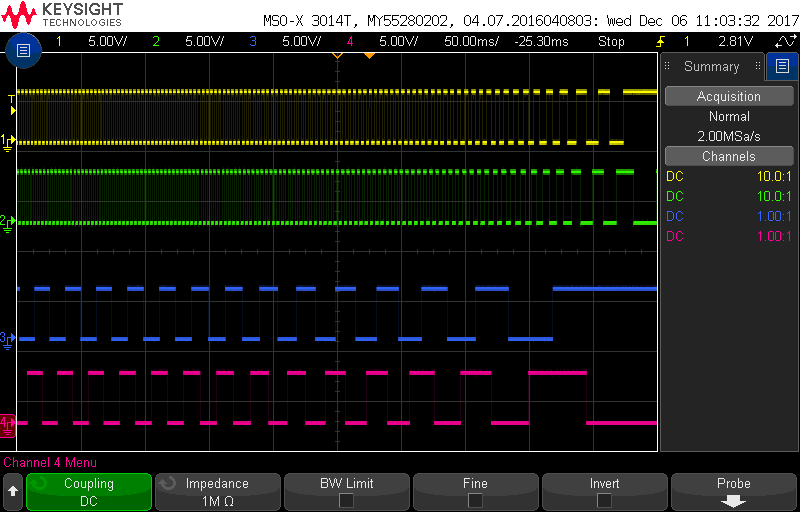 KEYSIGHT
TECHNOLOGIES
MSO-X 3014T, MY55280202, 04.07.2016040803: Wed Dec 06 11:03:32 2017
1 5.00V/ 2 5.00V/ 3 5.00V/ 4 5.00V/ 50.00ms/ -25.30ms Stop 1 2.81V
Summary
Acquisition
Normal
2.00MSa/s
Channels
DC 10.0:1
DC 10.0:1
DC 1.00:1
DC 1.00:1
T
1
2
3
4
Channel 4 Menu
Coupling
DC
Impedance
1M Ω
BW Limit
Fine
Invert
Probe